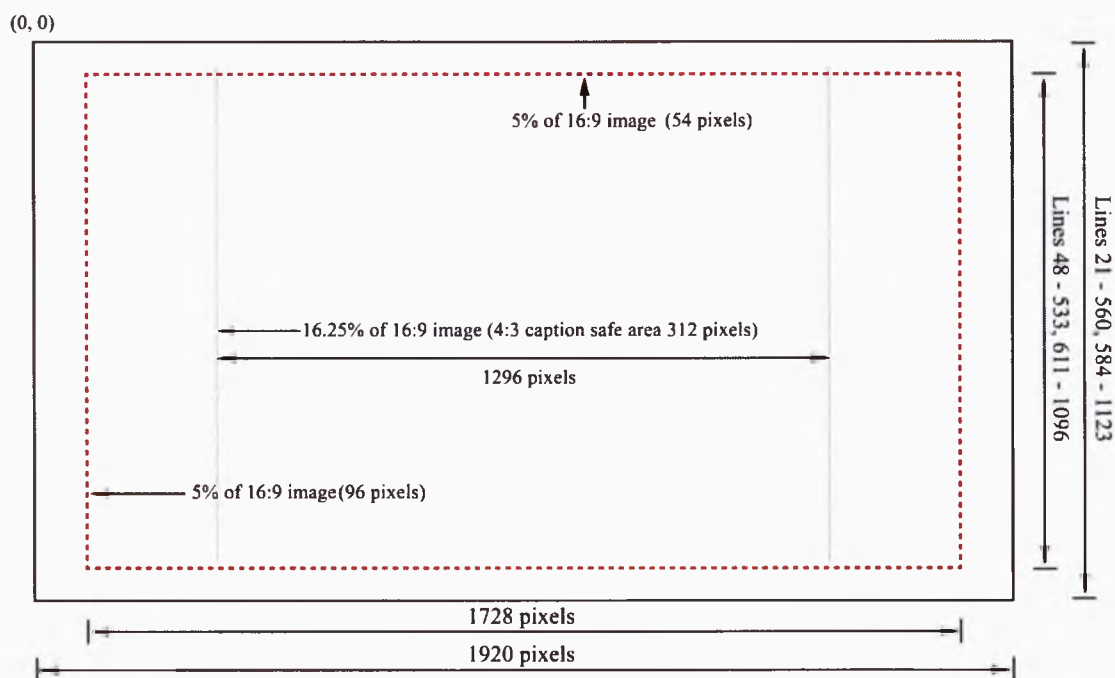 (0, 0)
5% of 16:9 image (54 pixels)
16.25% of 16:9 image (4:3 caption safe area 312 pixels)
1296 pixels
5% of 16:9 image(96 pixels)
1728 pixels
1920 pixels
Lines 48 - 533, 611 - 1096
Lines 21 - 560, 584 - 1123